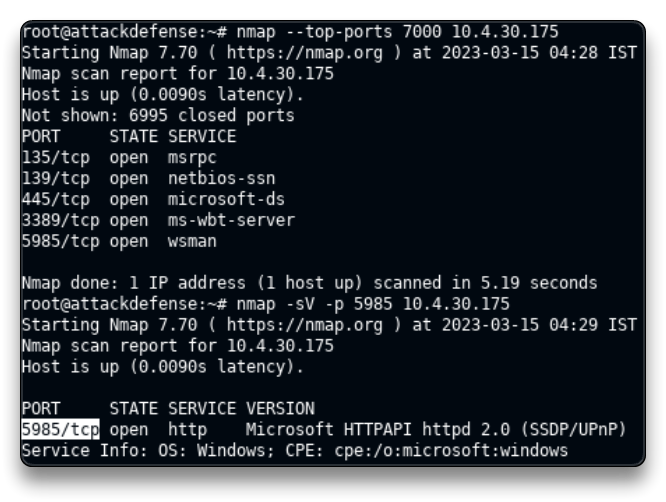 root@attackdefense:~# nmap --top-ports 7000 10.4.30.175
Starting Nmap 7.70 ( https://nmap.org ) at 2023-03-15 04:28 IST
Nmap scan report for 10.4.30.175
Host is up (0.0090s latency).
Not shown: 6995 closed ports
PORT     STATE SERVICE
135/tcp  open  msrpc
139/tcp  open  netbios-ssn
445/tcp  open  microsoft-ds
3389/tcp open  ms-wbt-server
5985/tcp open  wsman
Nmap done: 1 IP address (1 host up) scanned in 5.19 seconds
root@attackdefense:~# nmap -sV -p 5985 10.4.30.175
Starting Nmap 7.70 ( https://nmap.org ) at 2023-03-15 04:29 IST
Nmap scan report for 10.4.30.175
Host is up (0.0090s latency).
PORT     STATE SERVICE VERSION
5985/tcp open  http    Microsoft HTTPAPI httpd 2.0 (SSDP/UPnP)
Service Info: OS: Windows; CPE: cpe:/o:microsoft:windows